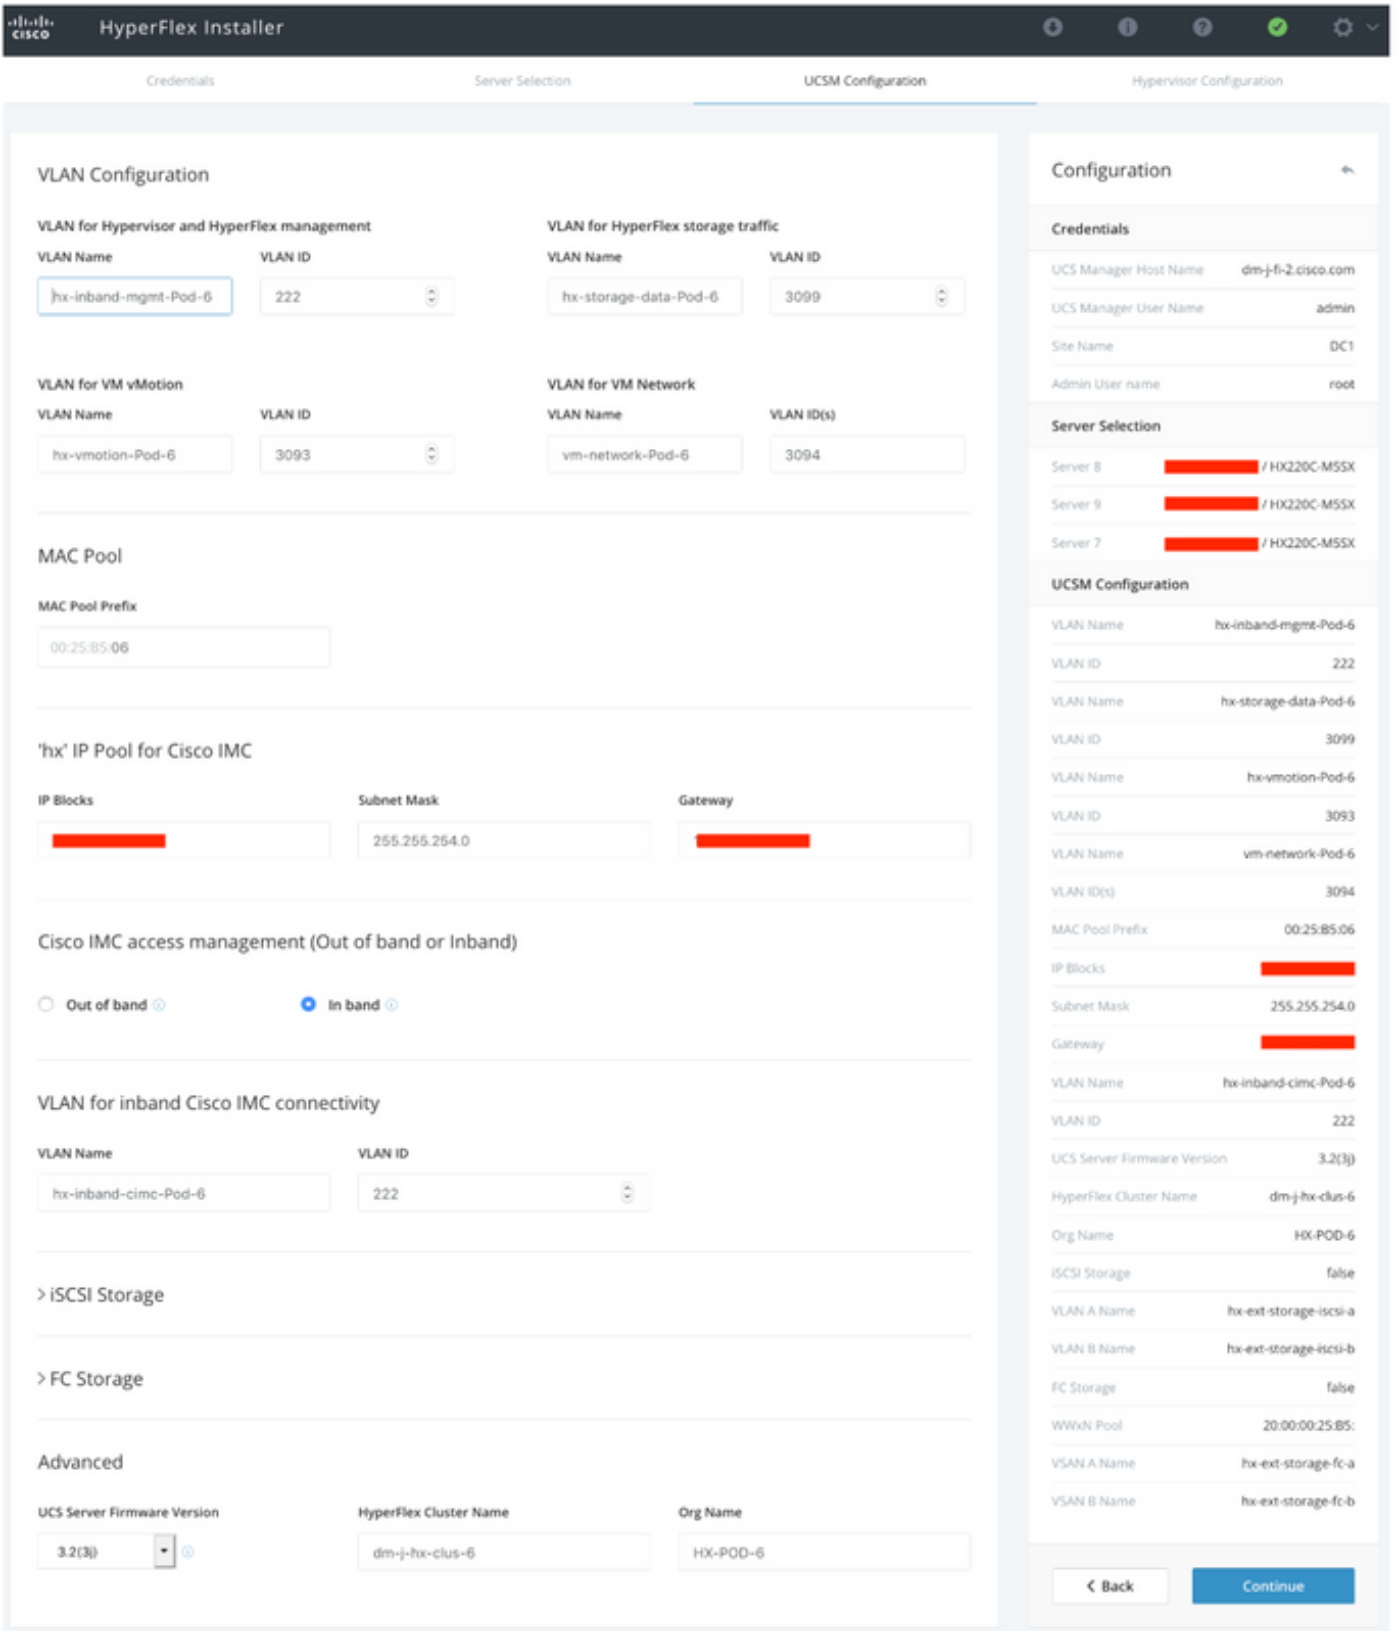 cisco HyperFlex Installer
Credentials Server Selection UCSM Configuration Hypervisor Configuration
VLAN Configuration
VLAN for Hypervisor and HyperFlex management VLAN for HyperFlex storage traffic
VLAN Name VLAN ID VLAN Name VLAN ID
hx-inband-mgmt-Pod-6 222 hx-storage-data-Pod-6 3099
VLAN for VM vMotion VLAN for VM Network
VLAN Name VLAN ID VLAN Name VLAN ID(s)
hx-vmotion-Pod-6 3093 vm-network-Pod-6 3094
MAC Pool
MAC Pool Prefix
00:25:B5:06
'hx' IP Pool for Cisco IMC
IP Blocks Subnet Mask Gateway
255.255.254.0
Cisco IMC access management (Out of band or Inband)
Out of band In band
VLAN for inband Cisco IMC connectivity
VLAN Name VLAN ID
hx-inband-cimc-Pod-6 222
> iSCSI Storage
> FC Storage
Advanced
UCS Server Firmware Version HyperFlex Cluster Name Org Name
3.2(3j) dm-j-hx-clus-6 HX-POD-6
Configuration
Credentials
UCS Manager Host Name dm-j-fi-2.cisco.com
UCS Manager User Name admin
Site Name DC1
Admin User name root
Server Selection
Server 8 / HX220C-M5SX
Server 9 / HX220C-M5SX
Server 7 / HX220C-M5SX
UCSM Configuration
VLAN Name hx-inband-mgmt-Pod-6
VLAN ID 222
VLAN Name hx-storage-data-Pod-6
VLAN ID 3099
VLAN Name hx-vmotion-Pod-6
VLAN ID 3093
VLAN Name vm-network-Pod-6
VLAN ID(s) 3094
MAC Pool Prefix 00:25:B5:06
IP Blocks
Subnet Mask 255.255.254.0
Gateway
VLAN Name hx-inband-cimc-Pod-6
VLAN ID 222
UCS Server Firmware Version 3.2(3j)
HyperFlex Cluster Name dm-j-hx-clus-6
Org Name HX-POD-6
iSCSI Storage false
VLAN A Name hx-ext-storage-iscsi-a
VLAN B Name hx-ext-storage-iscsi-b
FC Storage false
WWxN Pool 20:00:00:25:B5:
VSAN A Name hx-ext-storage-fc-a
VSAN B Name hx-ext-storage-fc-b
< Back Continue